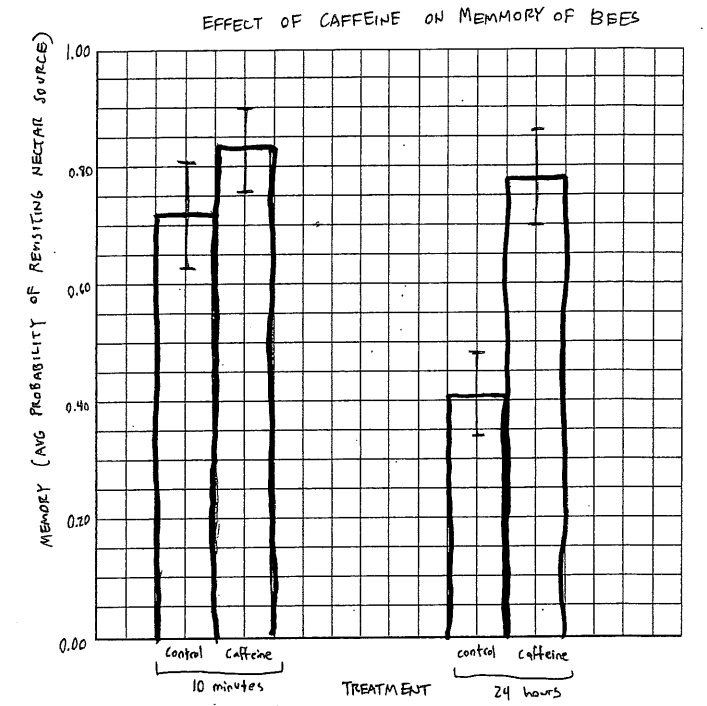 EFFECT OF CAFFEINE ON MEMMORY OF BEES
MEMORY (AVG PROBABILITY OF REVISITING NECTAR SOURCE)
1.00
0.80
0.60
0.40
0.20
0.00
Control Caffeine control Caffeine
10 minutes TREATMENT 24 hours